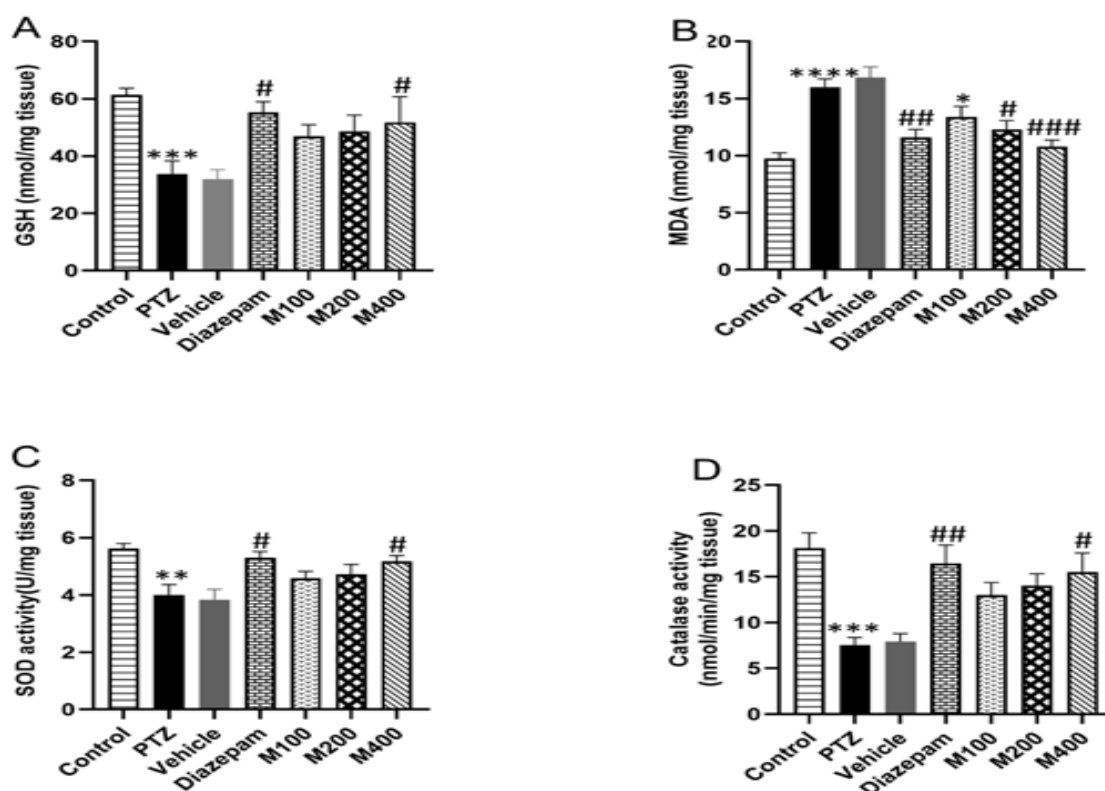 A
GSH (nmol/mg tissue)
80
60
40
20
0
***
#
#
Control
PTZ
Vehicle
Diazepam
M100
M200
M400
B
MDA (nmol/mg tissue)
20
15
10
5
0
****
##
*
#
###
Control
PTZ
Vehicle
Diazepam
M100
M200
M400
C
SOD activity(U/mg tissue)
8
6
4
2
0
**
#
#
Control
PTZ
Vehicle
Diazepam
M100
M200
M400
D
Catalase activity
(nmol/min/mg tissue)
25
20
15
10
5
0
***
##
#
Control
PTZ
Vehicle
Diazepam
M100
M200
M400